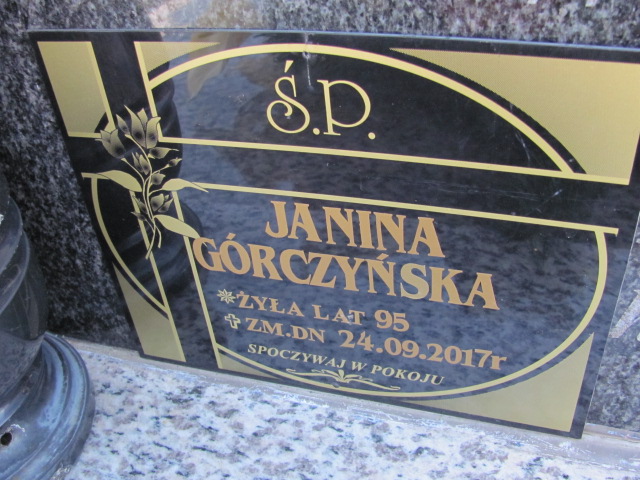 Ś.P.
JANINA
GÓRCZYŃSKA
ŻYŁA LAT 95
ZM.DN 24.09.2017r
SPOCZYWAJ W POKOJU